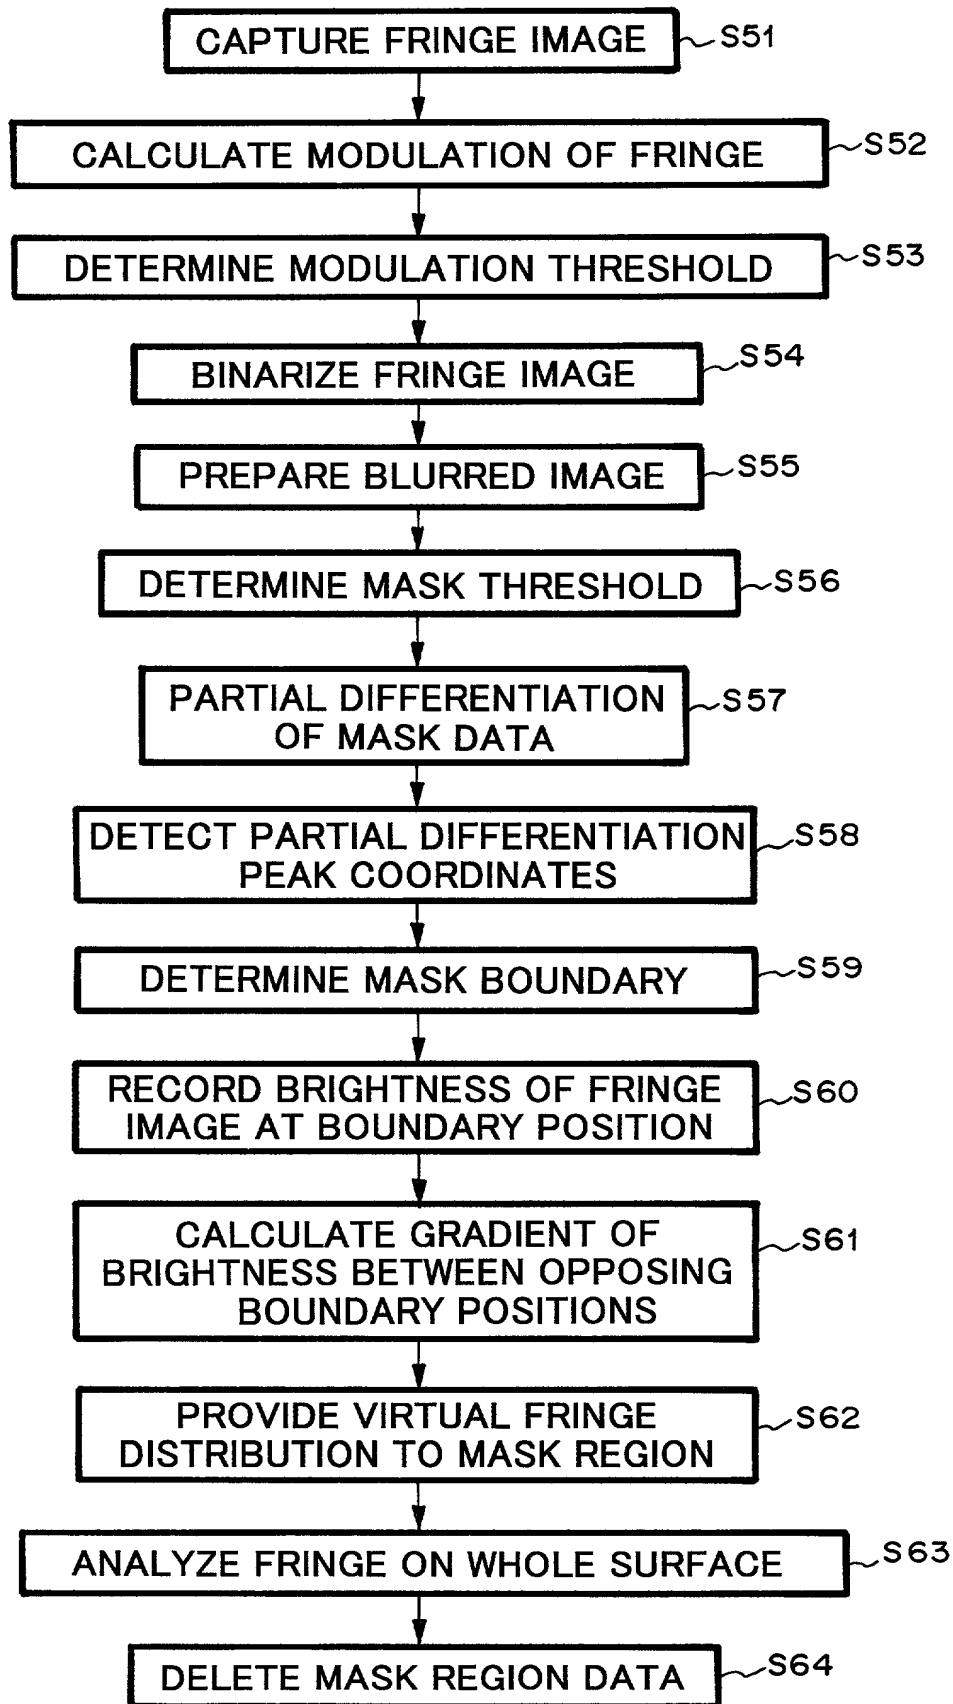 CAPTURE FRINGE IMAGE
S51
CALCULATE MODULATION OF FRINGE
S52
DETERMINE MODULATION THRESHOLD
S53
BINARIZE FRINGE IMAGE
S54
PREPARE BLURRED IMAGE
S55
DETERMINE MASK THRESHOLD
S56
PARTIAL DIFFERENTIATION
OF MASK DATA
S57
DETECT PARTIAL DIFFERENTIATION
PEAK COORDINATES
S58
DETERMINE MASK BOUNDARY
S59
RECORD BRIGHTNESS OF FRINGE
IMAGE AT BOUNDARY POSITION
S60
CALCULATE GRADIENT OF
BRIGHTNESS BETWEEN OPPOSING
BOUNDARY POSITIONS
S61
PROVIDE VIRTUAL FRINGE
DISTRIBUTION TO MASK REGION
S62
ANALYZE FRINGE ON WHOLE SURFACE
S63
DELETE MASK REGION DATA
S64